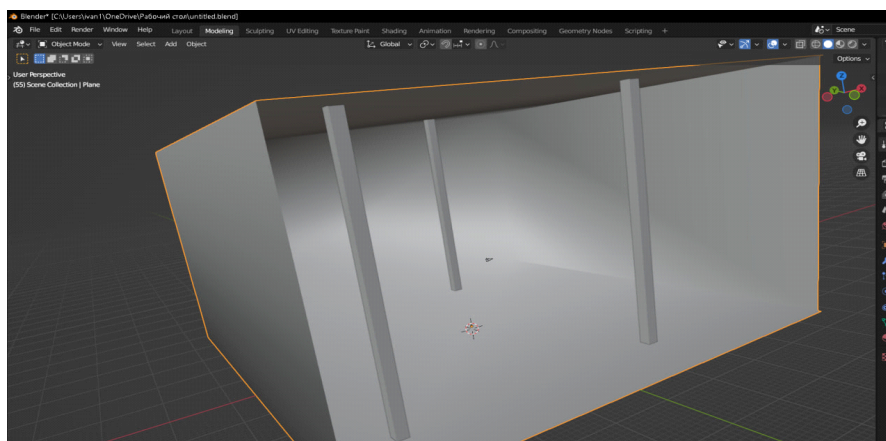 Blender* [C:\Users\ivan1\OneDrive\Рабочий стол\untitled.blend]
File Edit Render Window Help Layout Modeling Sculpting UV Editing Texture Paint Shading Animation Rendering Compositing Geometry Nodes Scripting + Scene
Object Mode View Select Add Object Global
Options
User Perspective
(55) Scene Collection | Plane
Z
Y
X